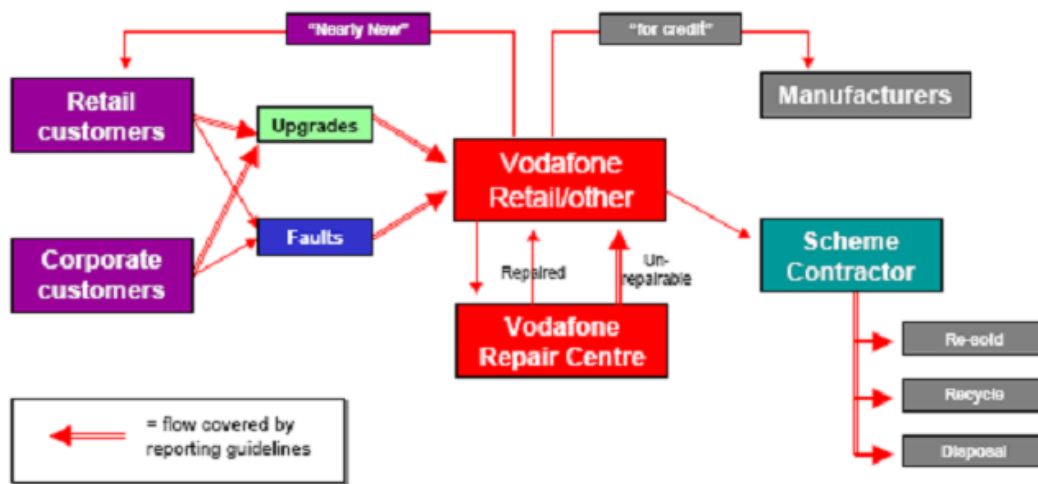 "Nearly New"
"for credit"
Retail
customers
Upgrades
Manufacturers
Vodafone
Retail/other
Faults
Corporate
customers
Scheme
Contractor
Repaired
Un-
repairable
Vodafone
Repair Centre
Re-sold
Recycle
Disposal
= flow covered by
reporting guidelines